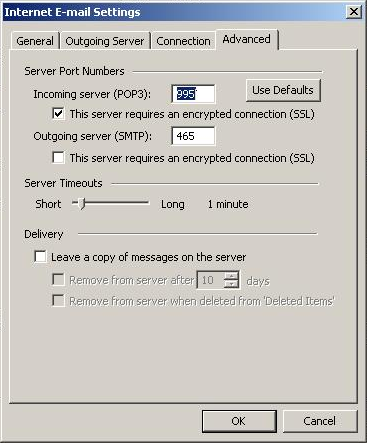 Internet E-mail Settings
General Outgoing Server Connection Advanced
Server Port Numbers
Incoming server (POP3): 995 Use Defaults
This server requires an encrypted connection (SSL)
Outgoing server (SMTP): 465
This server requires an encrypted connection (SSL)
Server Timeouts
Short Long 1 minute
Delivery
Leave a copy of messages on the server
Remove from server after 10 days
Remove from server when deleted from 'Deleted Items'
OK Cancel